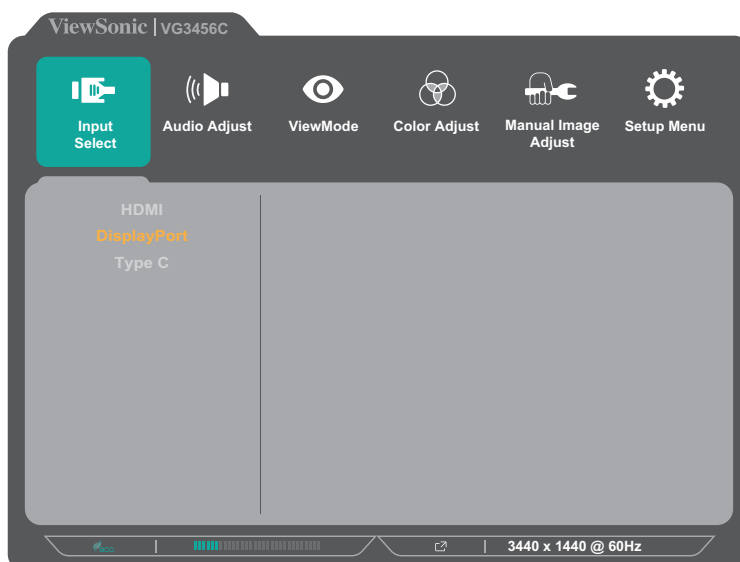 ViewSonic | VG3456C
Input
Select
Audio Adjust
ViewMode
Color Adjust
Manual Image
Adjust
Setup Menu
HDMI
DisplayPort
Type C
eco
3440 x 1440 @ 60Hz